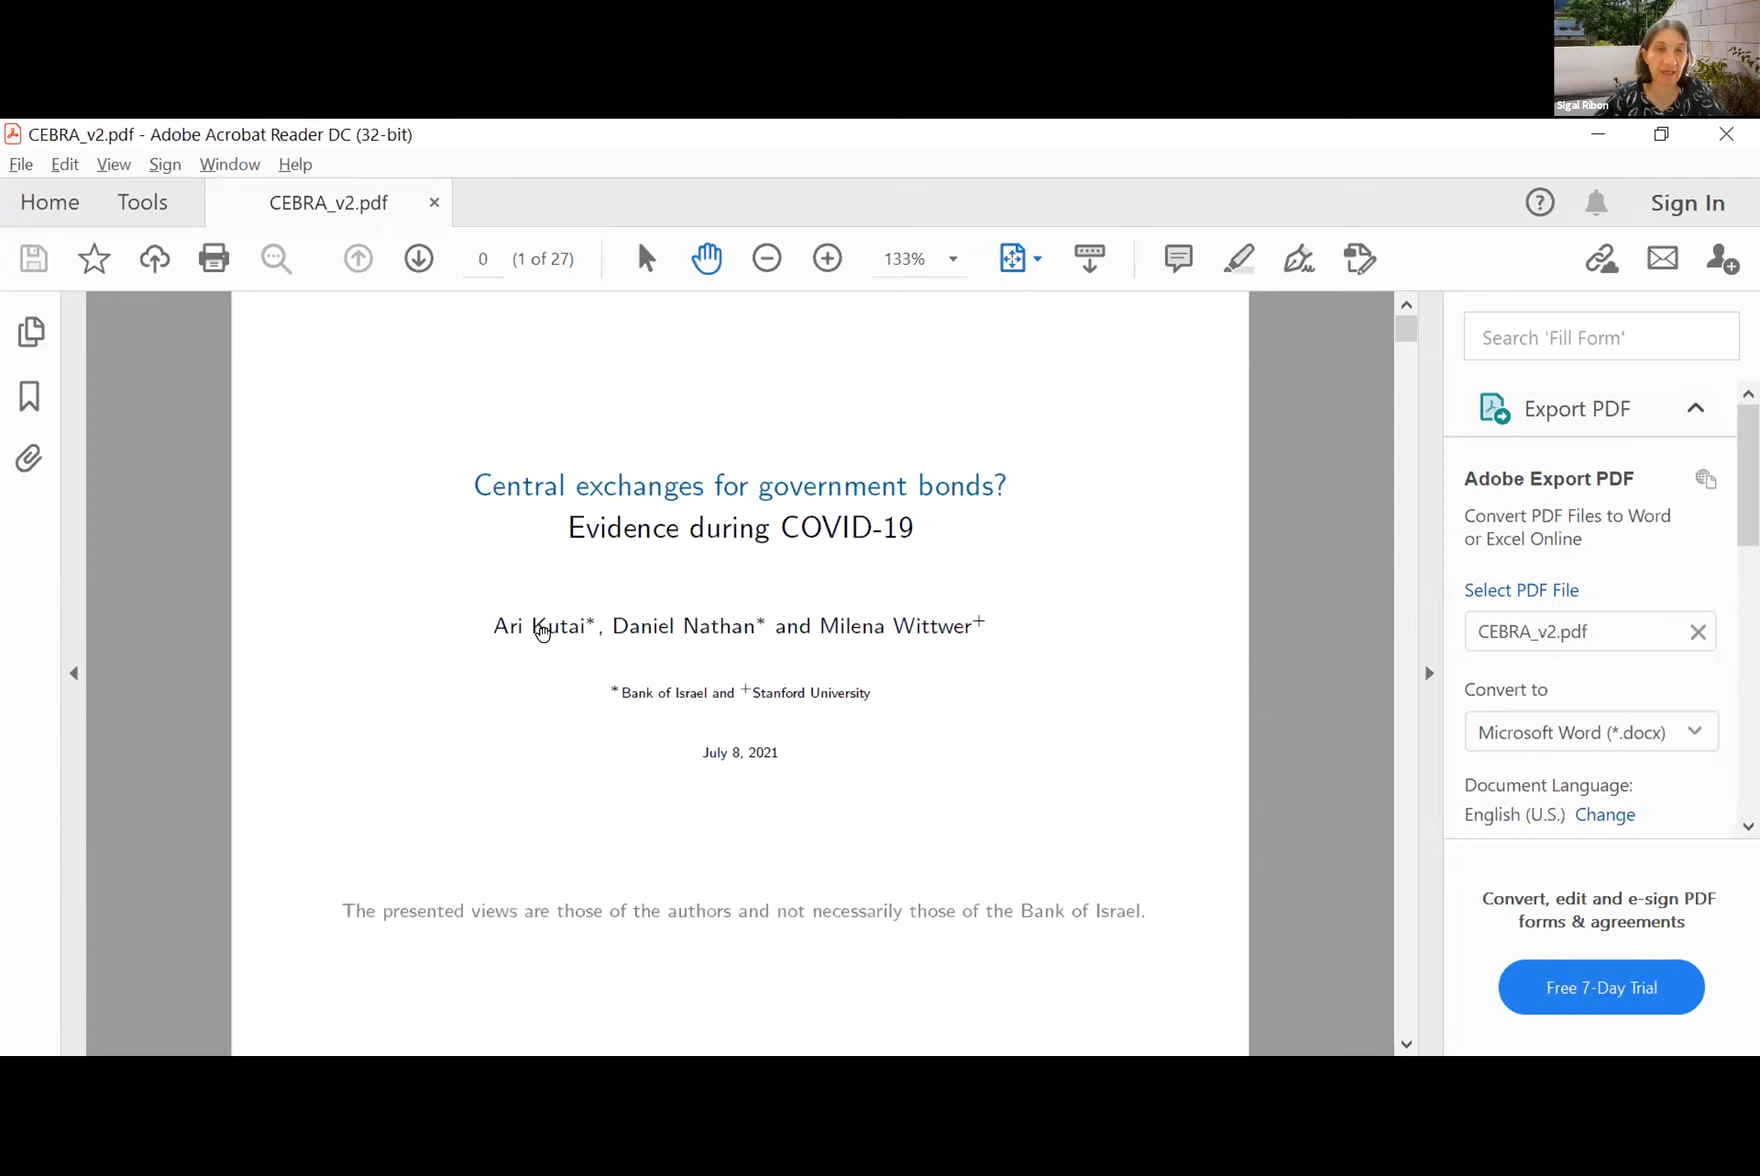 Sigal Ribon
CEBRA_v2.pdf - Adobe Acrobat Reader DC (32-bit)
File Edit View Sign Window Help
Home Tools CEBRA_v2.pdf × Sign In
0 (1 of 27) 133%
Search 'Fill Form'
Export PDF
Adobe Export PDF
Convert PDF Files to Word
or Excel Online
Select PDF File
CEBRA_v2.pdf
Convert to
Microsoft Word (*.docx)
Document Language:
English (U.S.) Change
Convert, edit and e-sign PDF
forms & agreements
Free 7-Day Trial
Central exchanges for government bonds?
Evidence during COVID-19
Ari Kutai*, Daniel Nathan* and Milena Wittwer+
*Bank of Israel and +Stanford University
July 8, 2021
The presented views are those of the authors and not necessarily those of the Bank of Israel.